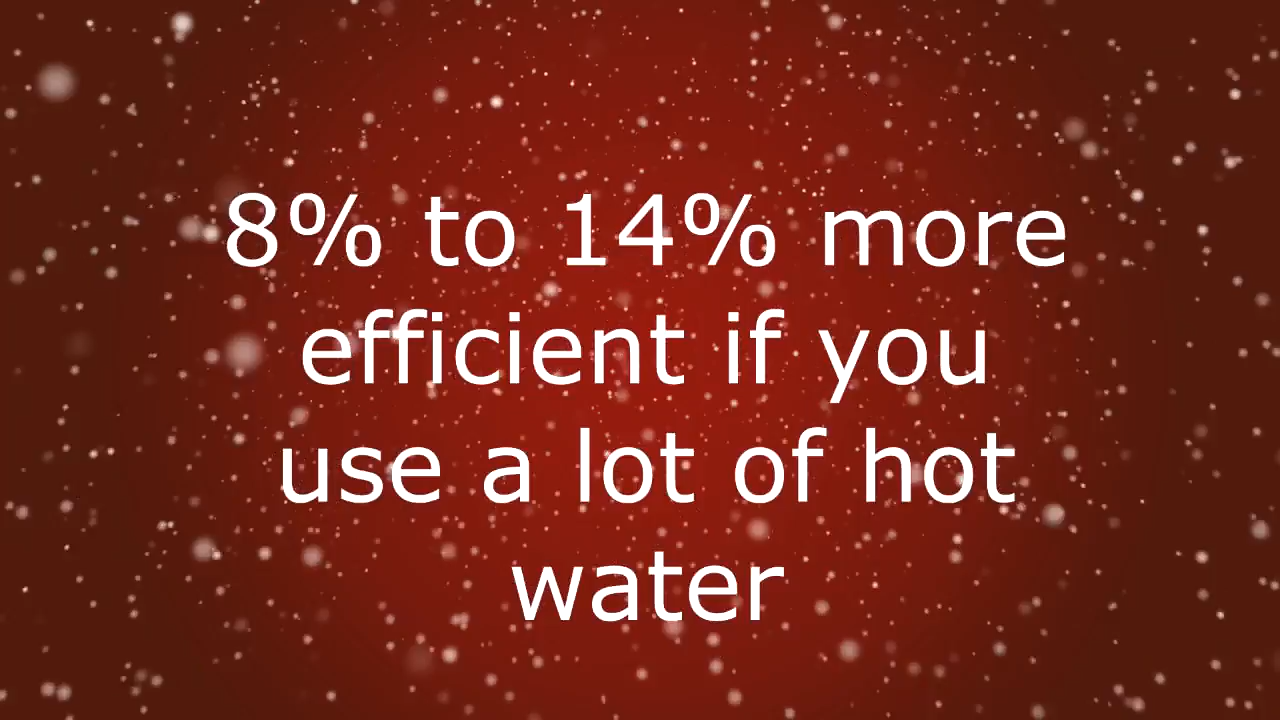 8% to 14% more
efficient if you
use a lot of hot
water